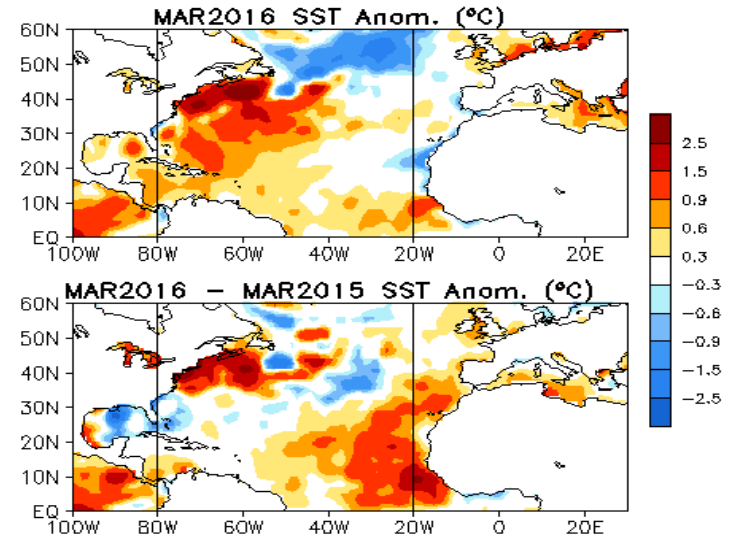 MAR2016 SST Anom. (ºC)
60N
50N
40N
30N
20N
10N
EQ
100W 80W 60W 40W 20W 0 20E
2.5
1.5
0.9
0.6
0.3
−0.3
−0.6
−0.9
−1.5
−2.5
MAR2016 − MAR2015 SST Anom. (ºC)
60N
50N
40N
30N
20N
10N
EQ
100W 80W 60W 40W 20W 0 20E